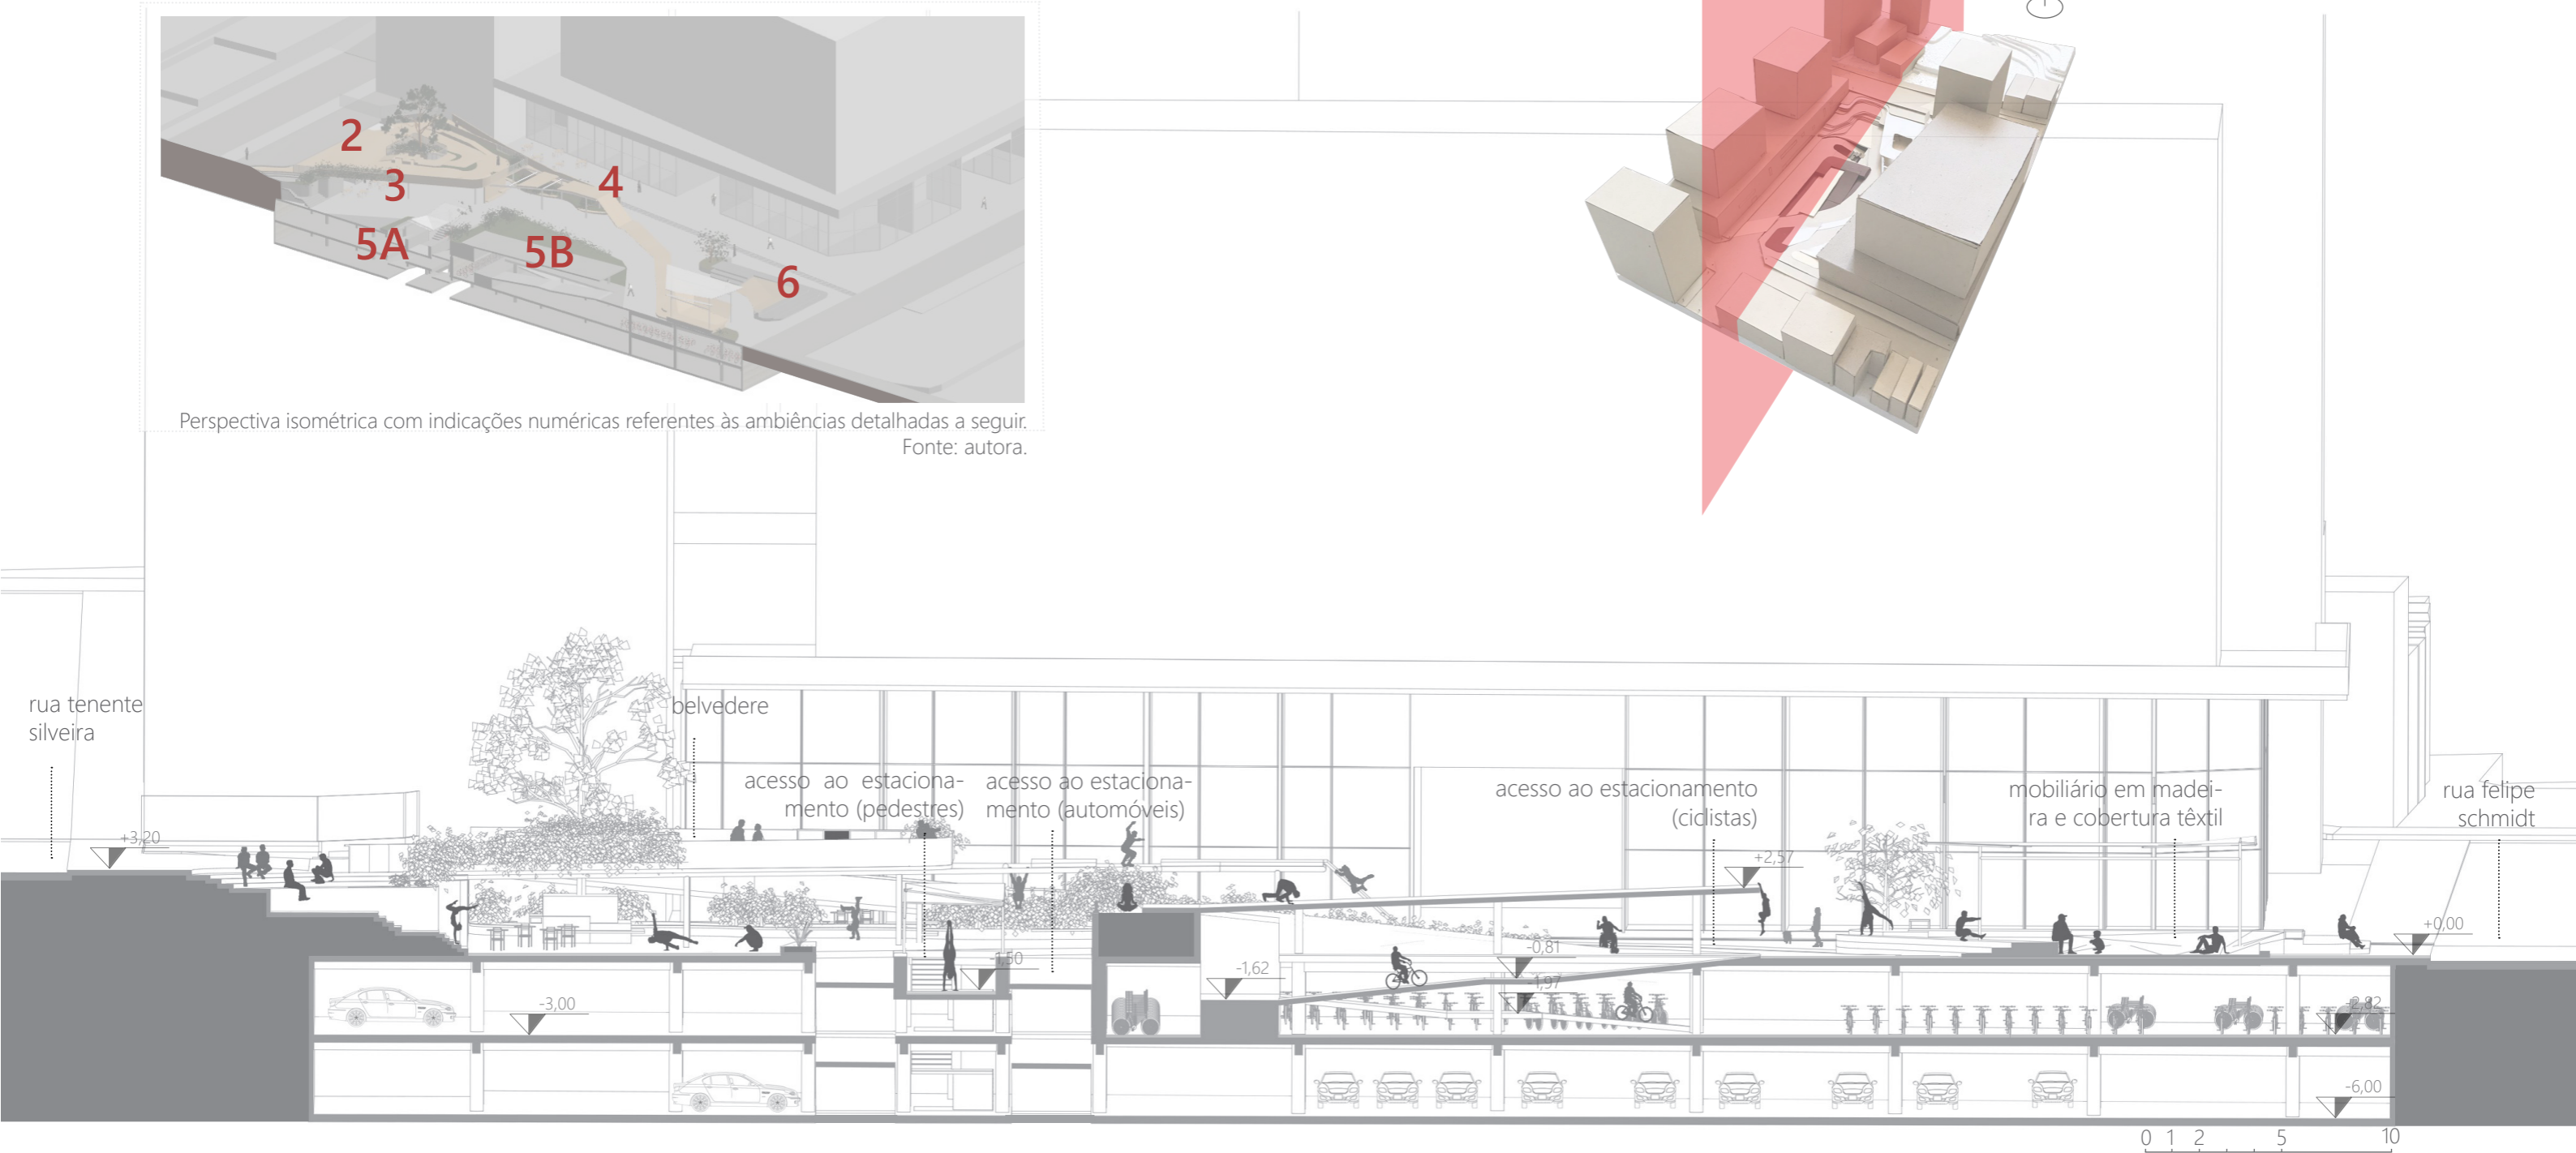 2
3
4
5A
5B
6
Perspectiva isométrica com indicações numéricas referentes às ambiências detalhadas a seguir.
Fonte: autora.
rua tenente
silveira
belvedere
acesso ao estaciona-
mento (pedestres)
acesso ao estaciona-
mento (automóveis)
acesso ao estacionamento
(ciclistas)
mobiliário em madei-
ra e cobertura têxtil
rua felipe
schmidt
+3,20
+2,57
+0,00
-0,81
-1,50
-1,62
-1,97
-3,00
-2,82
-6,00
0 1 2 5 10